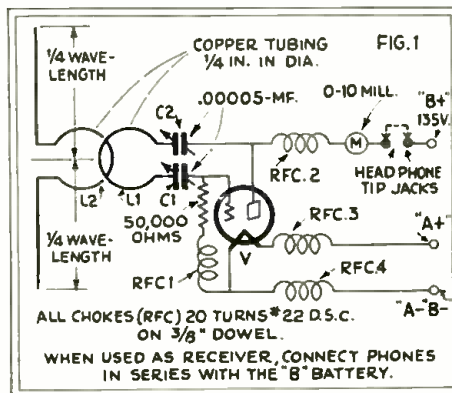 FIG.1
COPPER TUBING
1/4 IN. IN DIA.
1/4 WAVE-
LENGTH
C2
.00005-MF.
0-10 MILL.
"B+"
135V.
M
RFC.2
HEAD PHONE
TIP JACKS
L2
L1
C1
50,000
OHMS
RFC.3
V
"A+"
1/4 WAVE-
LENGTH
RFC1
RFC.4
"A-"B-"
ALL CHOKES (RFC) 20 TURNS #22 D.S.C.
ON 3/8" DOWEL.
WHEN USED AS RECEIVER, CONNECT PHONES
IN SERIES WITH THE "B" BATTERY.